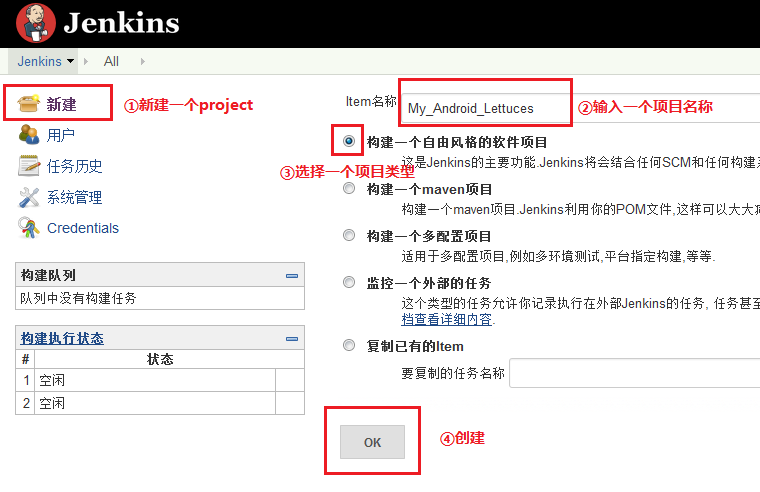 Jenkins
Jenkins All
新建
①新建一个project
用户
任务历史
系统管理
Credentials
构建队列
队列中没有构建任务
构建执行状态
# 状态
1 空闲
2 空闲
Item名称 My_Android_Lettuces ②输入一个项目名称
构建一个自由风格的软件项目
这是Jenkins的主要功能.Jenkins将会结合任何SCM和任何构建
③选择一个项目类型
构建一个maven项目
构建一个maven项目.Jenkins利用你的POM文件,这样可以大大
构建一个多配置项目
适用于多配置项目,例如多环境测试,平台指定构建,等等.
监控一个外部的任务
这个类型的任务允许你记录执行在外部Jenkins的任务, 任务甚至
档查看详细内容.
复制已有的Item
要复制的任务名称
OK
④创建